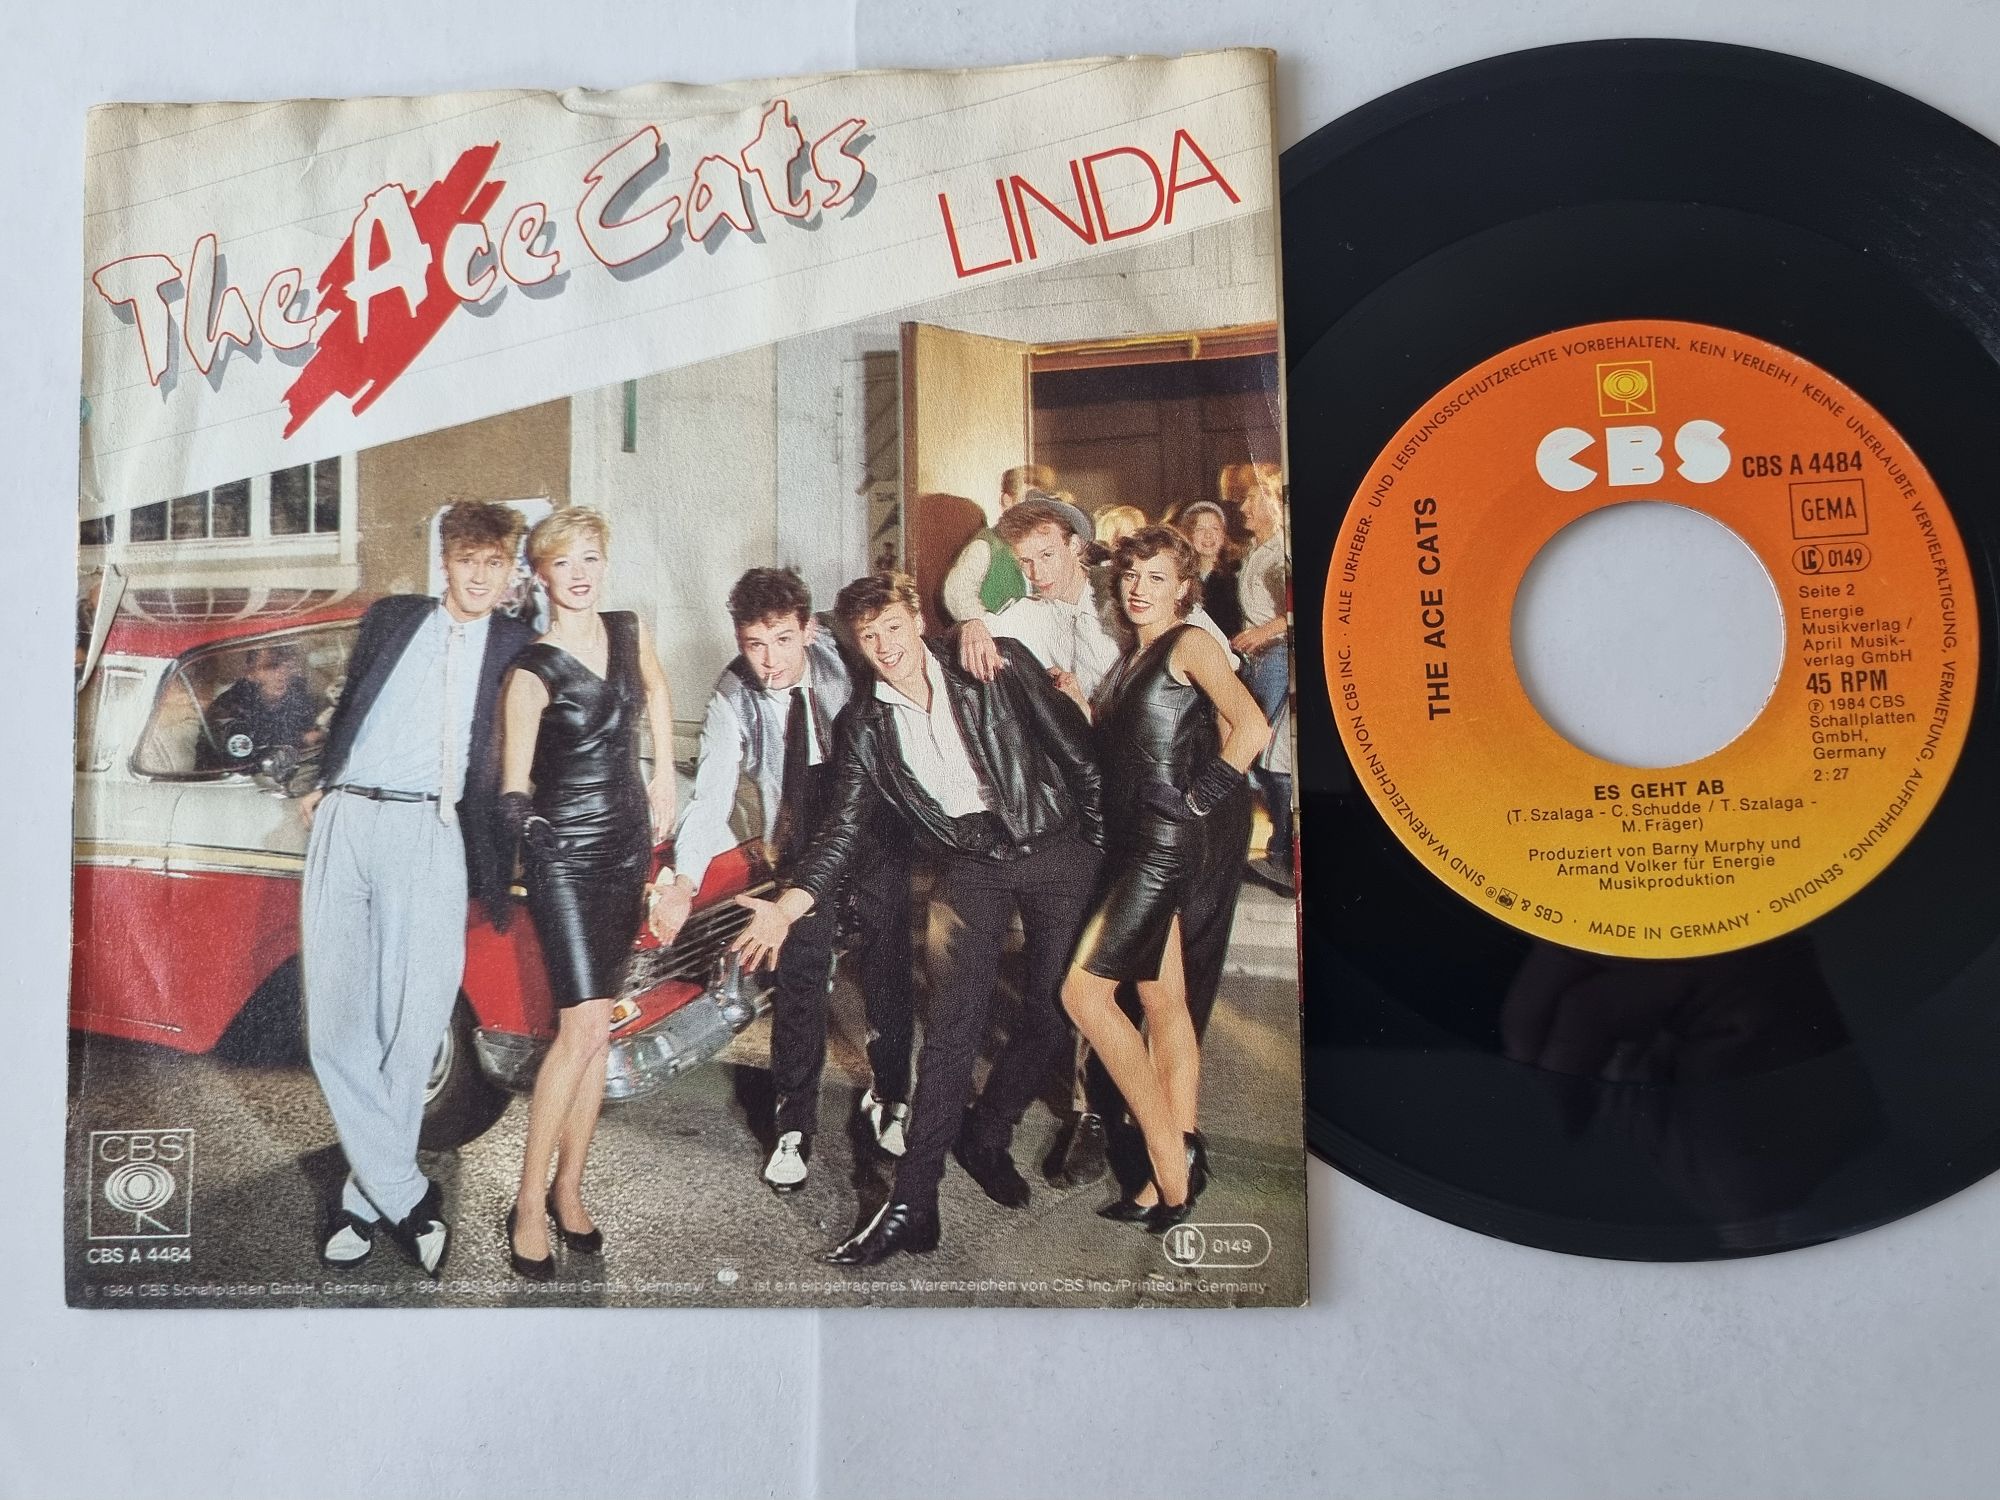 The Ace Cats
LINDA
CBS
CBS A 4484
LC 0149
© 1984 CBS Schallplatten GmbH, Germany ℗ 1984 CBS Schallplatten GmbH, Germany/ ist ein eingetragenes Warenzeichen von CBS Inc./Printed in Germany
ALLE URHEBER- UND LEISTUNGSSCHUTZRECHTE VORBEHALTEN. KEIN VERLEIH! KEINE UNERLAUBTE VERVIELFÄLTIGUNG, VERMIETUNG, AUFFÜHRUNG, SENDUNG · MADE IN GERMANY · CBS & ® SIND WARENZEICHEN VON CBS INC. ·
CBS
CBS A 4484
GEMA
LC 0149
THE ACE CATS
Seite 2
Energie
Musikverlag /
April Musik-
verlag GmbH
45 RPM
℗ 1984 CBS
Schallplatten
GmbH,
Germany
2:27
ES GEHT AB
(T. Szalaga - C. Schudde / T. Szalaga -
M. Fräger)
Produziert von Barny Murphy und
Armand Volker für Energie
Musikproduktion